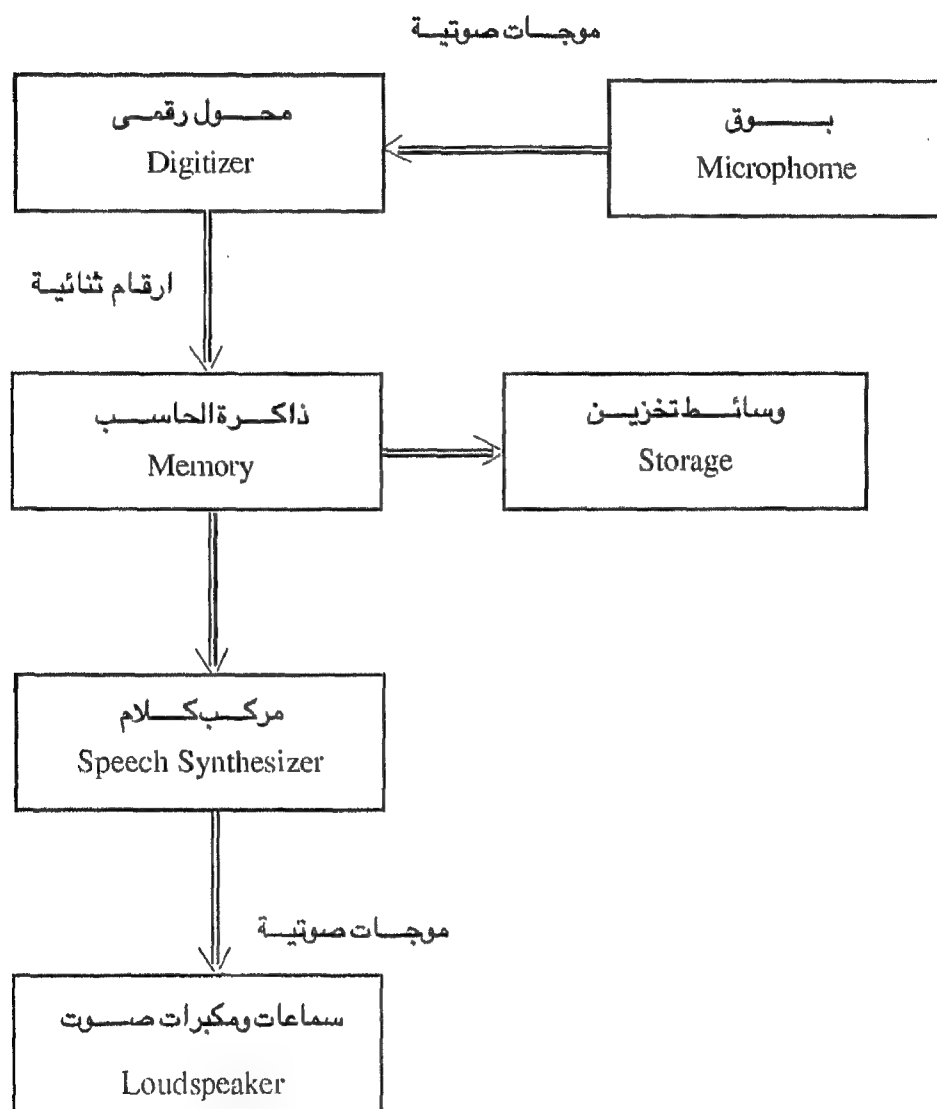 موجات صوتية
بوق
Microphome
محول رقمى
Digitizer
ارقام ثنائية
ذاكرة الحاسب
Memory
وسائط تخزين
Storage
مركب كلام
Speech Synthesizer
موجات صوتية
سماعات ومكبرات صوت
Loudspeaker